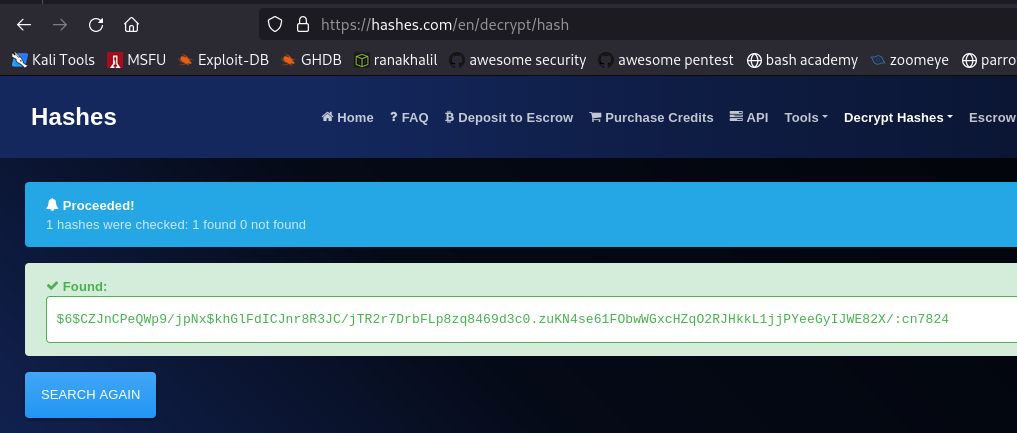 https://hashes.com/en/decrypt/hash
Kali Tools MSFU Exploit-DB GHDB ranakhalil awesome security awesome pentest bash academy zoomeye parro
Hashes Home ? FAQ Deposit to Escrow Purchase Credits API Tools Decrypt Hashes Escrow
Proceeded!
1 hashes were checked: 1 found 0 not found
Found:
$6$CZJnCPeQWp9/jpNx$khGlFdICJnr8R3JC/jTR2r7DrbFLp8zq8469d3c0.zuKN4se61FObwWGxcHZqO2RJHkkL1jjPYeeGyIJWE82X/:cn7824
SEARCH AGAIN